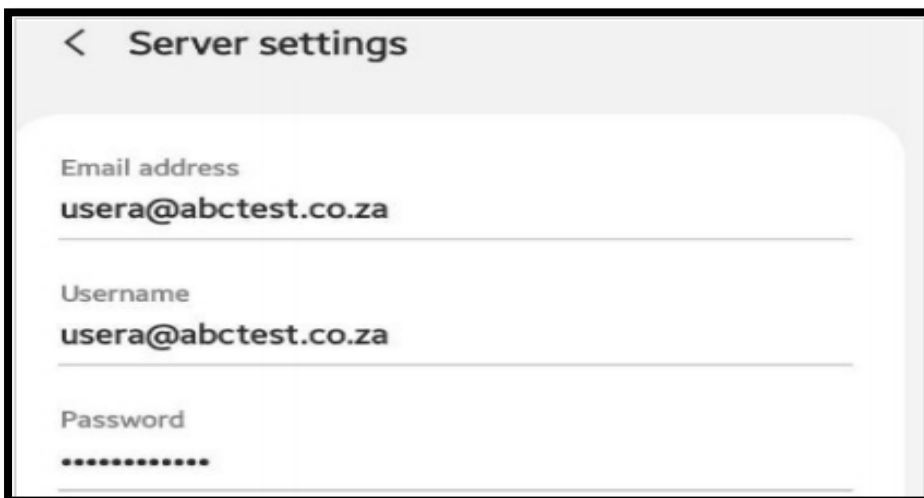 < Server settings
Email address
usera@abctest.co.za
Username
usera@abctest.co.za
Password
••••••••••••